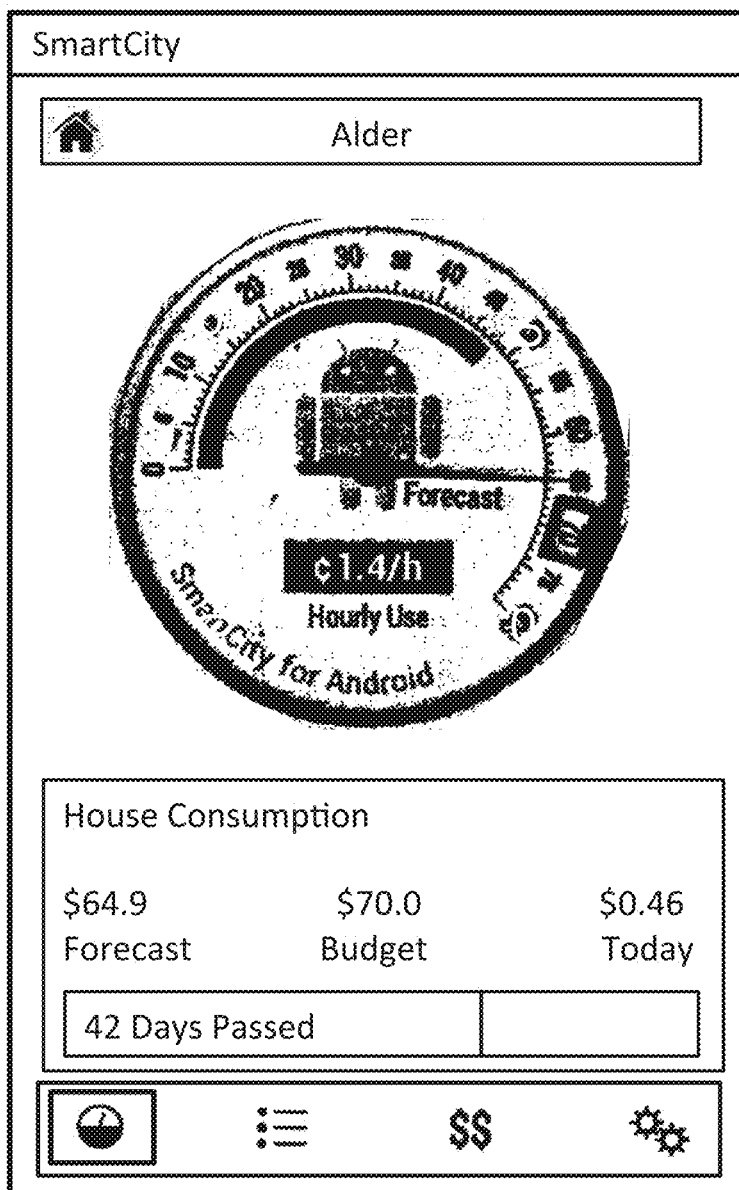 SmartCity
Alder
0
10
20
30
40
Forecast
¢ 1.4/h
Hourly Use
SmartCity for Android
House Consumption
$64.9 $70.0 $0.46
Forecast Budget Today
42 Days Passed
$$